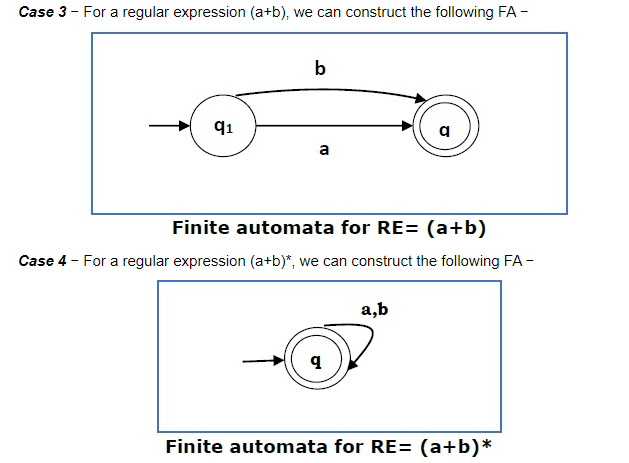 Case 3 − For a regular expression (a+b), we can construct the following FA −
b
q1
q
a
Finite automata for RE= (a+b)
Case 4 − For a regular expression (a+b)*, we can construct the following FA −
a,b
q
Finite automata for RE= (a+b)*